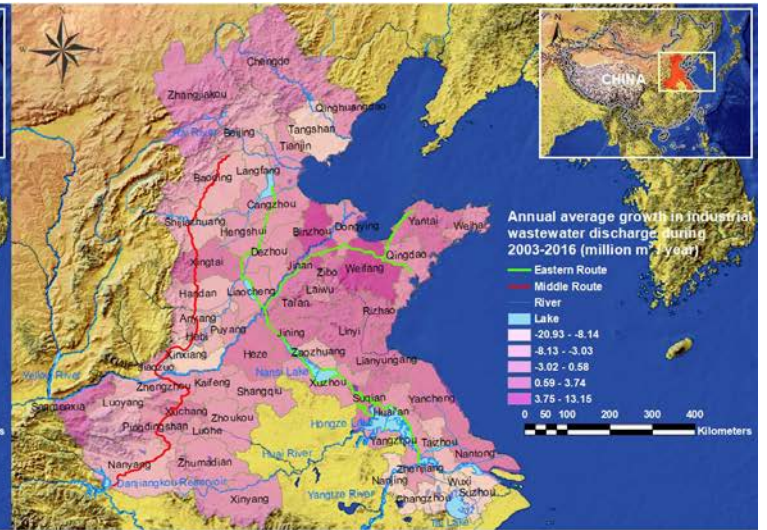 N
W
Chengde
Zhangjiakou
Qinhuangdao
Beijing
Tangshan
Tianjin
Langfang
Baoding
Cangzhou
Shijiazhuang
Hengshui
Binzhou
Dongying
Yantai
Weihai
Dezhou
Xingtai
Jinan
Zibo
Weifang
Qingdao
Handan
Liaocheng
Laiwu
Tai'an
Anyang
Rizhao
Hebi
Puyang
Jining
Linyi
Xinxiang
Zaozhuang
Jiaozuo
Heze
Lianyungang
Yellow River
Nansi Lake
Zhengzhou
Kaifeng
Xuzhou
Luoyang
Shangqiu
Suqian
Xuchang
Huai'an
Yancheng
Pingdingshan
Zhoukou
Luohe
Hongze
Yangzhou
Taizhou
Huai River
Nanyang
Zhumadian
Nantong
Zhenjiang
Danjiangkou Reservoir
Yangtze River
Nanjing
Wuxi
Changzhou
Suzhou
Xinyang
N
CHINA
Annual average growth in industrial
wastewater discharge during
2003-2016 (million m³ / year)
Eastern Route
Middle Route
River
Lake
-20.93 - -8.14
-8.13 - -3.03
-3.02 - 0.58
0.59 - 3.74
3.75 - 13.15
0 50 100 200 300 400
Kilometers